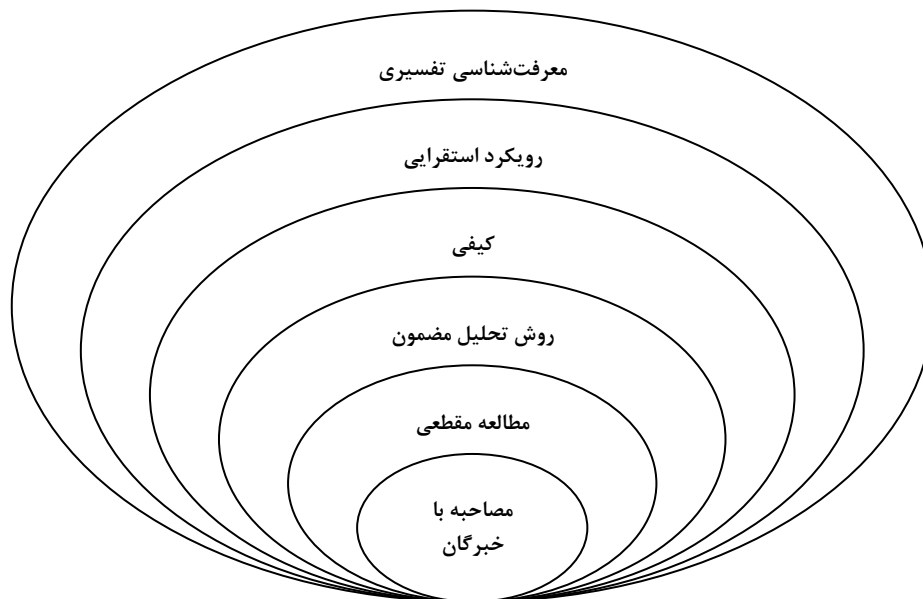 معرفت‌شناسی تفسیری
رویکرد استقرایی
کیفی
روش تحلیل مضمون
مطالعه مقطعی
مصاحبه با
خبرگان